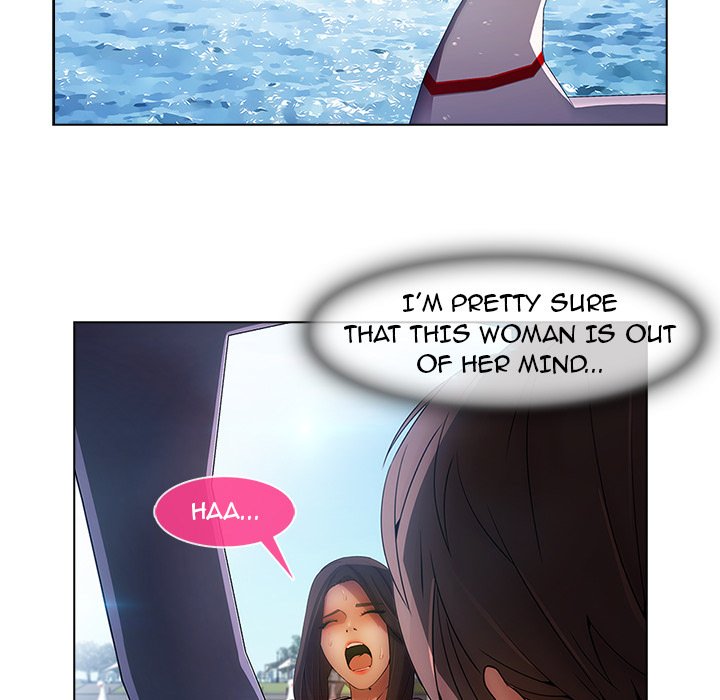 I'M PRETTY SURE
THAT THIS WOMAN IS OUT
OF HER MIND...
HAA...